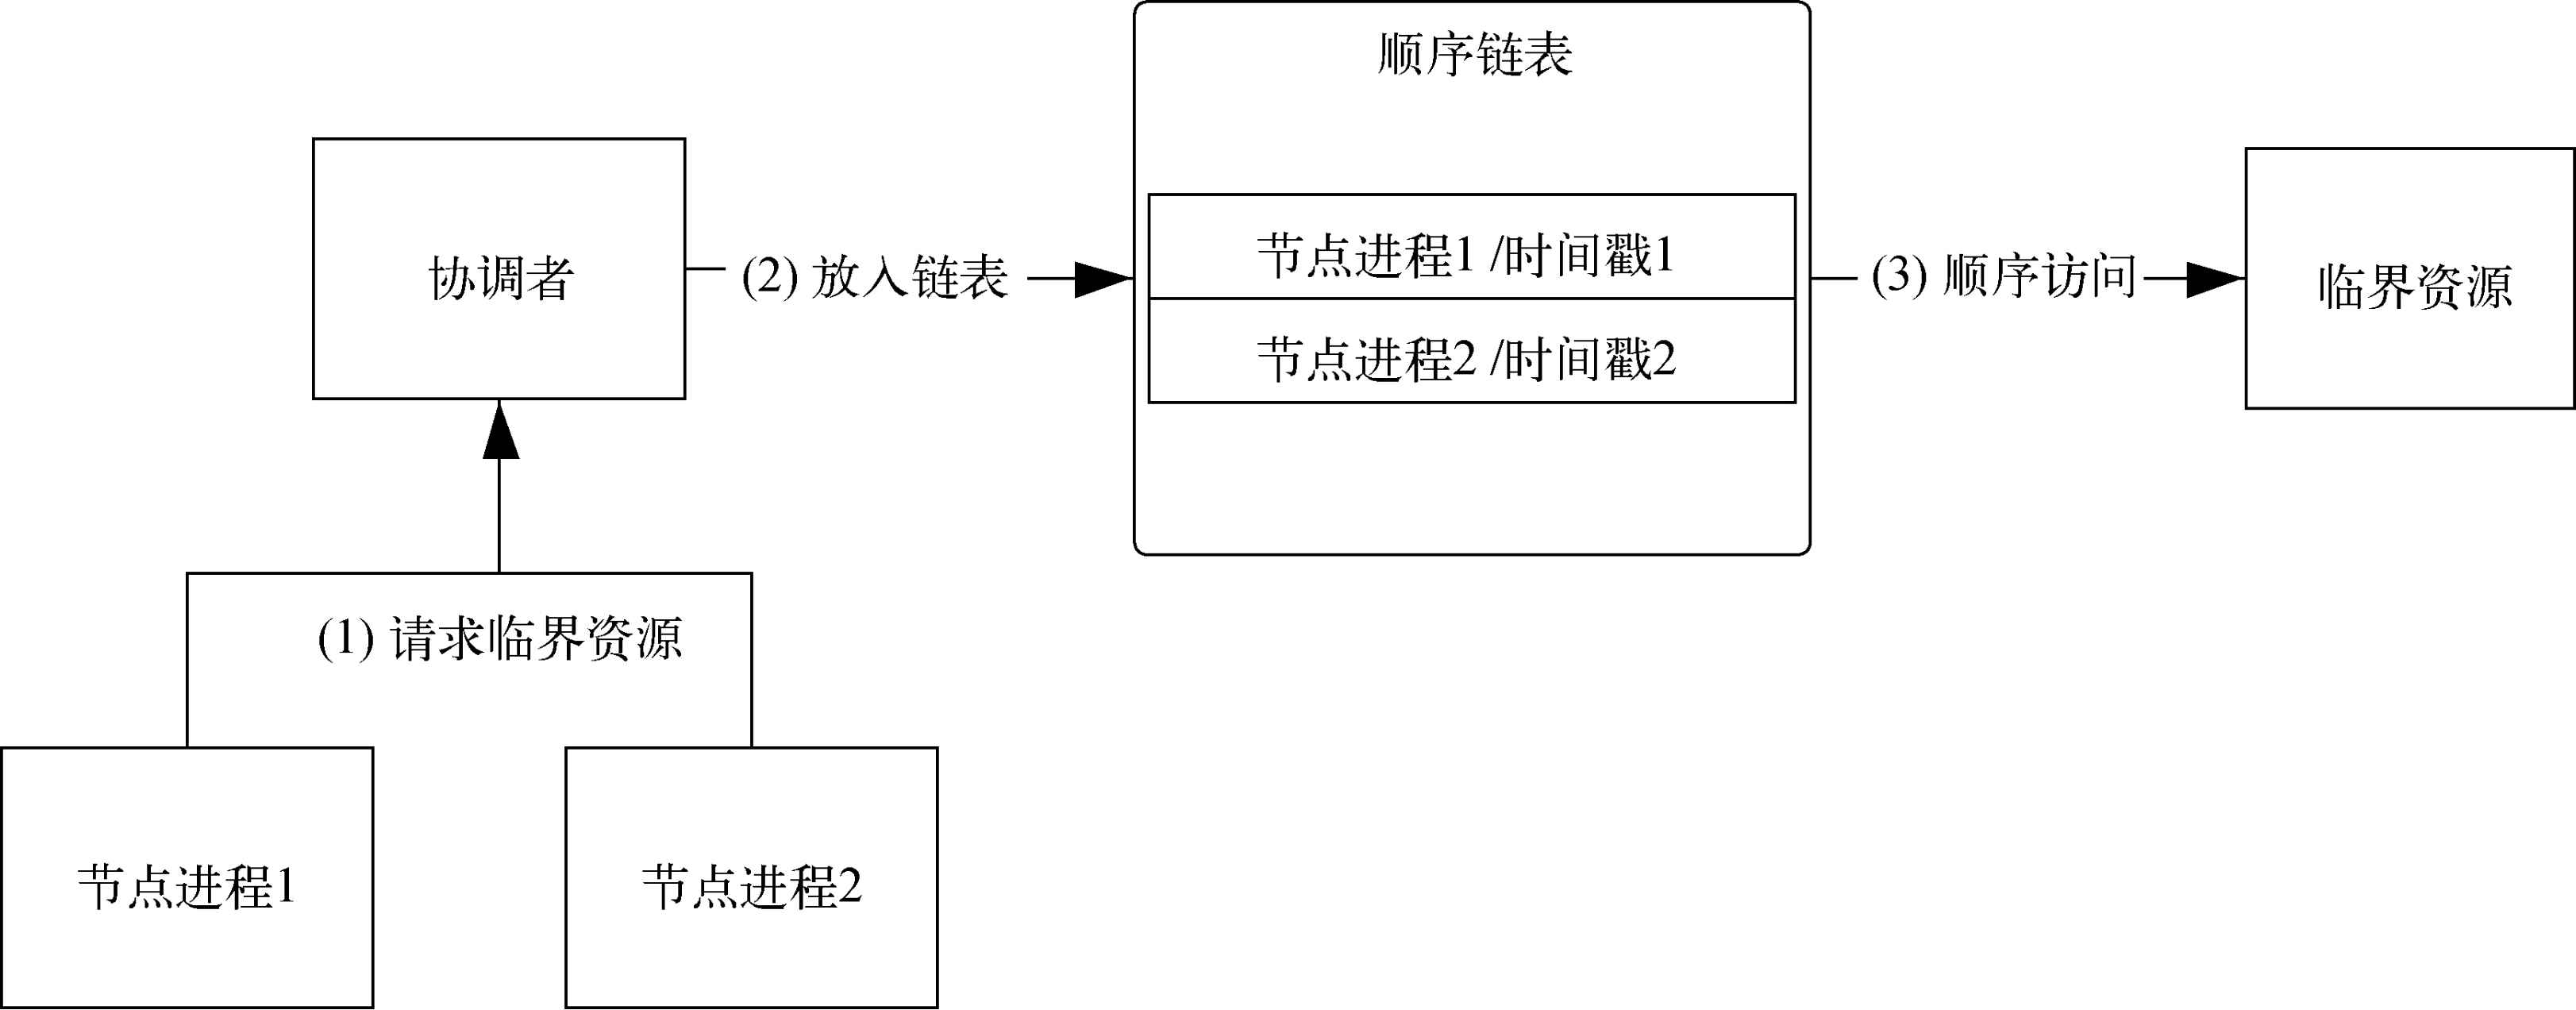 顺序链表
协调者
(2) 放入链表
节点进程1 /时间戳1
节点进程2 /时间戳2
(3) 顺序访问
临界资源
(1) 请求临界资源
节点进程1
节点进程2